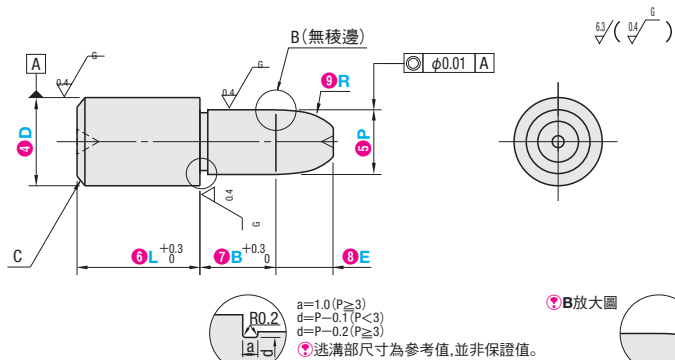 B(無稜邊)
6.3 ( 0.4 G )
A
0.4 G
0.4 G
❾R
◎ φ0.01 A
❹D
❺P
0.4 G
C
❻L +0.3 0
❼B +0.3 0
❽E
R0.2
a
d
a=1.0(P≧3)
d=P−0.1(P<3)
d=P−0.2(P≧3)
逃溝部尺寸為參考值,並非保證值。
B放大圖